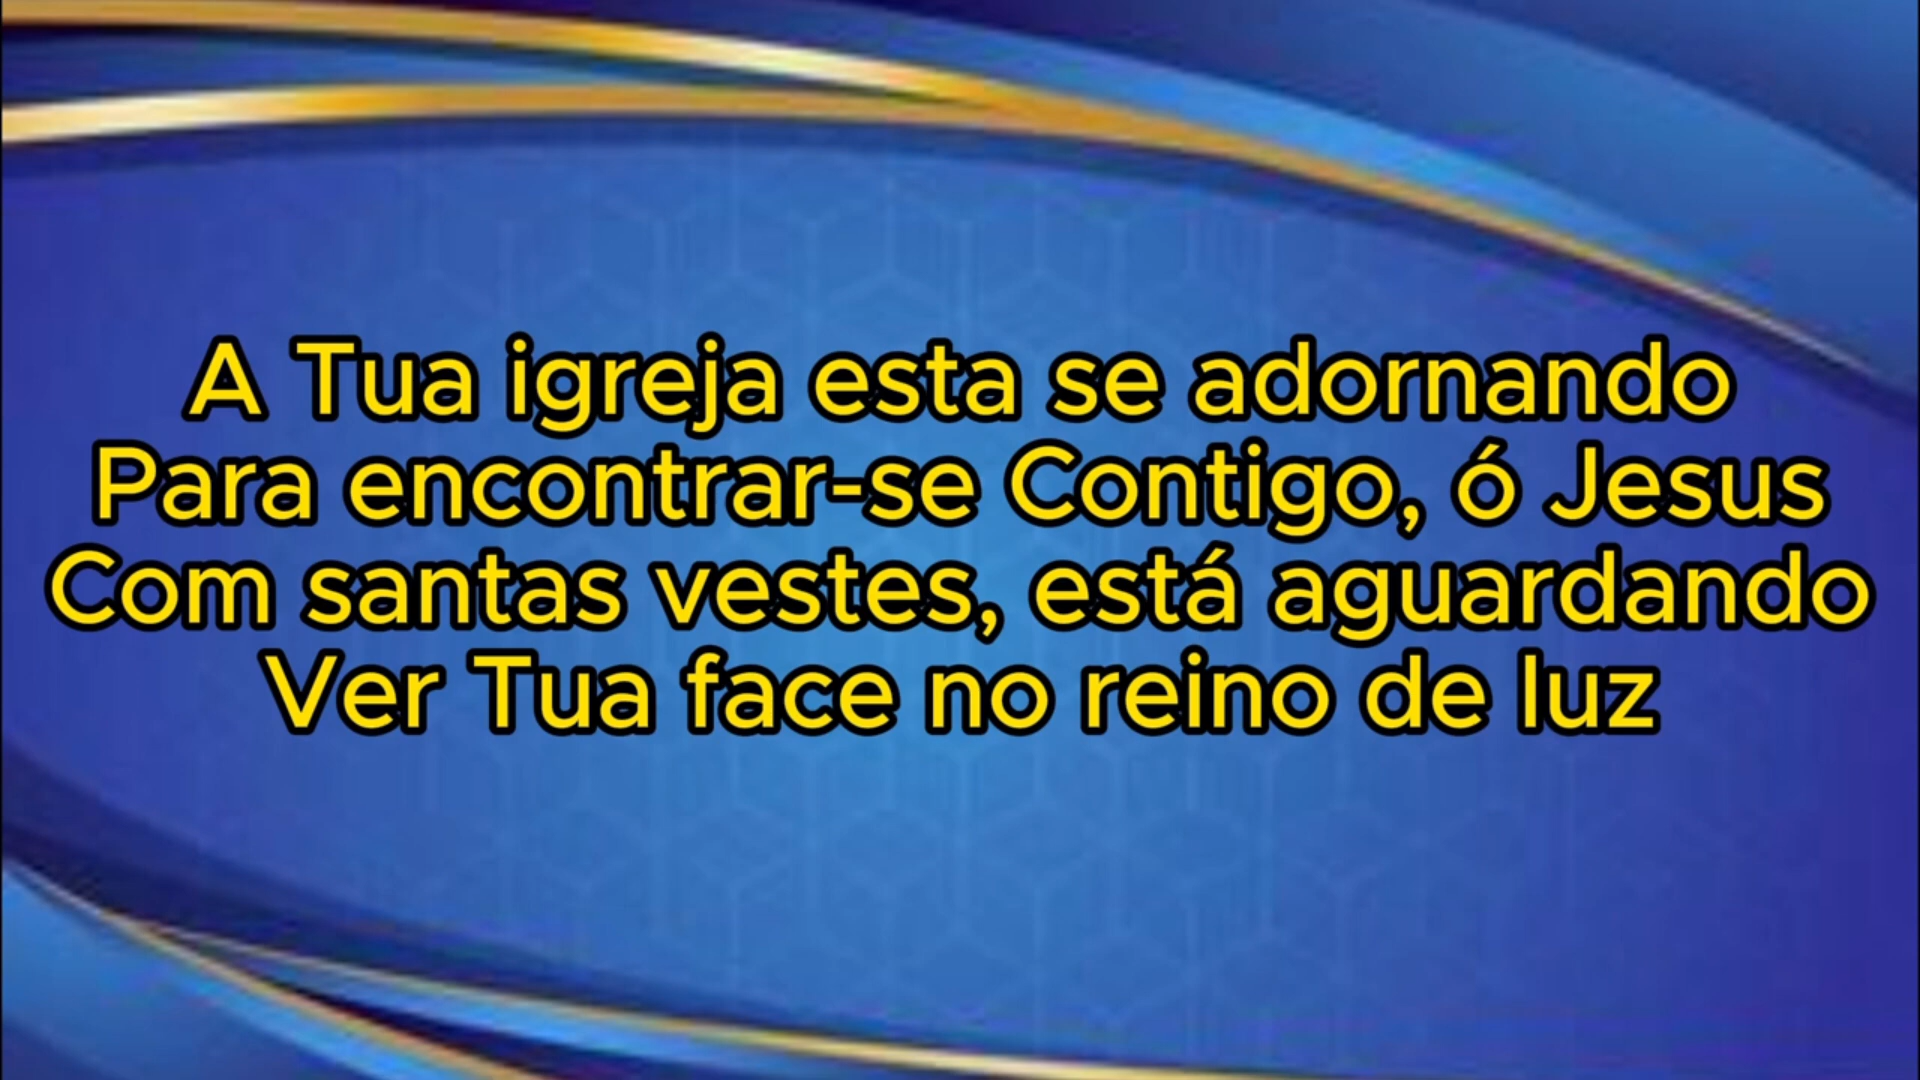 A Tua igreja esta se adornando
Para encontrar-se Contigo, ó Jesus
Com santas vestes, está aguardando
Ver Tua face no reino de luz